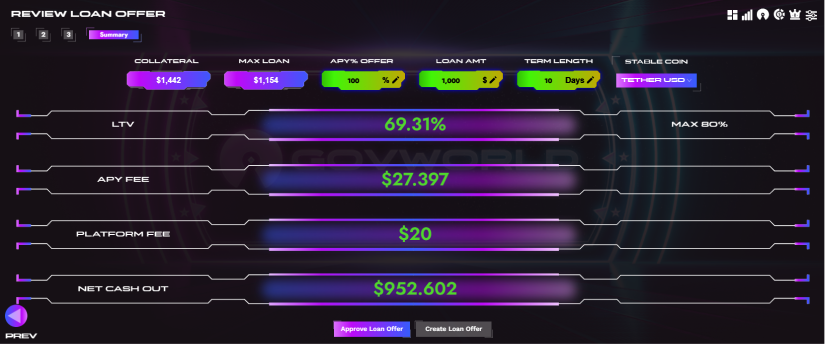 REVIEW LOAN OFFER
1 2 3 Summary
COLLATERAL MAX LOAN APY% OFFER LOAN AMT TERM LENGTH STABLE COIN
$1,442 $1,154 100 % 1,000 $ 10 Days TETHER USD
LTV 69.31% MAX 80%
GOVWORLD
APY FEE $27.397
PLATFORM FEE $20
NET CASH OUT $952.602
PREV
Approve Loan Offer Create Loan Offer